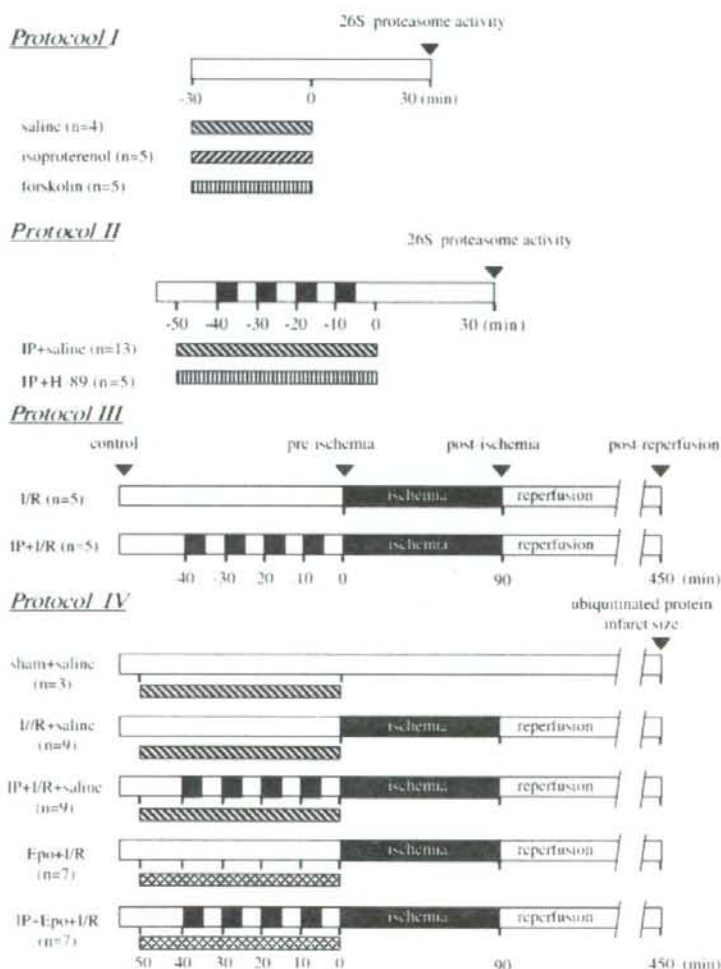 Protocool I
26S proteasome activity
-30 0 30 (min)
saline (n=4)
isoproterenol (n=5)
forskolin (n=5)
Protocol II
26S proteasome activity
-50 -40 -30 -20 -10 0 30 (min)
IP+saline (n=13)
IP+H-89 (n=5)
Protocol III
control pre-ischemia post-ischemia post-reperfusion
I/R (n=5) ischemia reperfusion
IP+I/R (n=5) ischemia reperfusion
-40 -30 -20 -10 0 90 450 (min)
Protocol IV
ubiquitinated protein
infarct size
sham+saline
(n=3)
I//R+saline
(n=9)
ischemia reperfusion
IP+I/R+saline
(n=9)
ischemia reperfusion
Epo+I/R
(n=7)
ischemia reperfusion
IP+Epo+I/R
(n=7)
ischemia reperfusion
-50 -40 -30 -20 -10 0 90 450 (min)